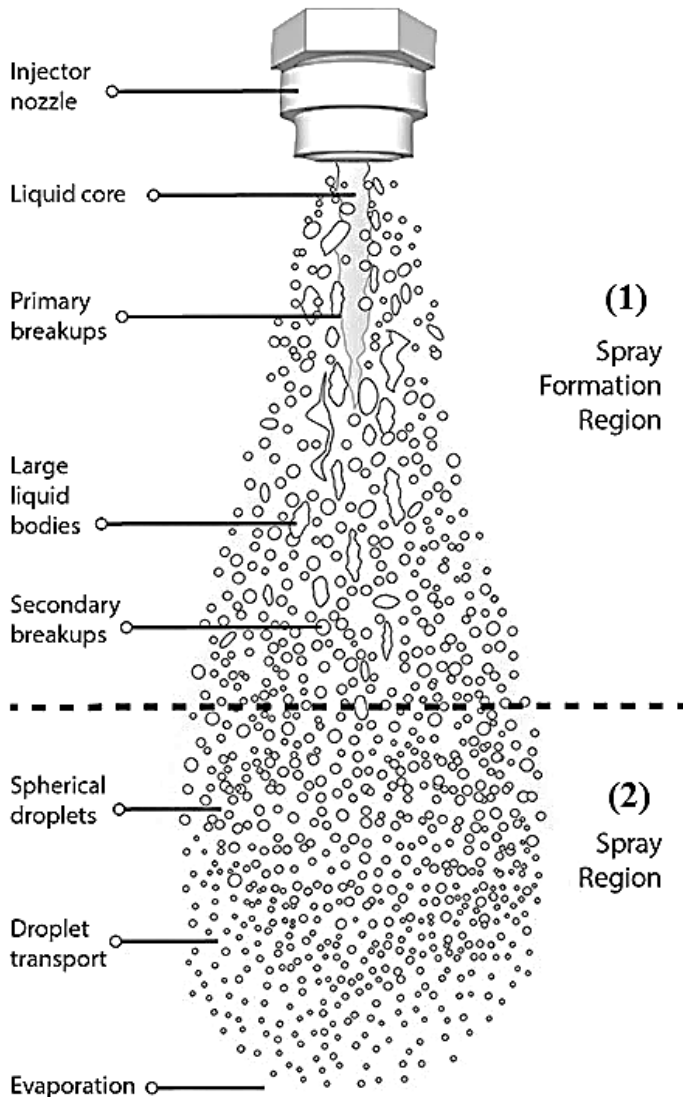 Injector
nozzle
Liquid core
Primary
breakups
(1)
Spray
Formation
Region
Large
liquid
bodies
Secondary
breakups
Spherical
droplets
(2)
Spray
Region
Droplet
transport
Evaporation